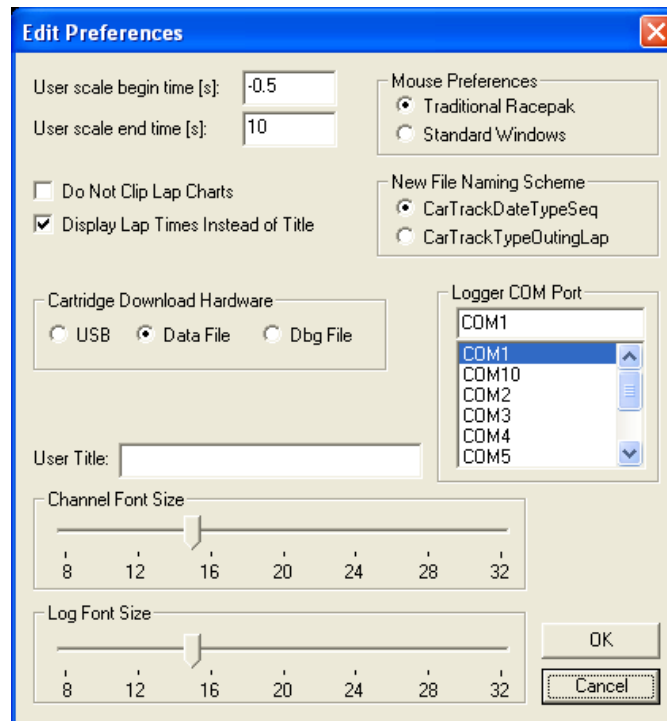 Edit Preferences
User scale begin time [s]: -0.5
User scale end time [s]: 10
Mouse Preferences
Traditional Racepak
Standard Windows
Do Not Clip Lap Charts
Display Lap Times Instead of Title
New File Naming Scheme
CarTrackDateTypeSeq
CarTrackTypeOutingLap
Cartridge Download Hardware
USB Data File Dbg File
Logger COM Port
COM1
COM1
COM10
COM2
COM3
COM4
COM5
User Title:
Channel Font Size
8 12 16 20 24 28 32
Log Font Size
8 12 16 20 24 28 32
OK
Cancel